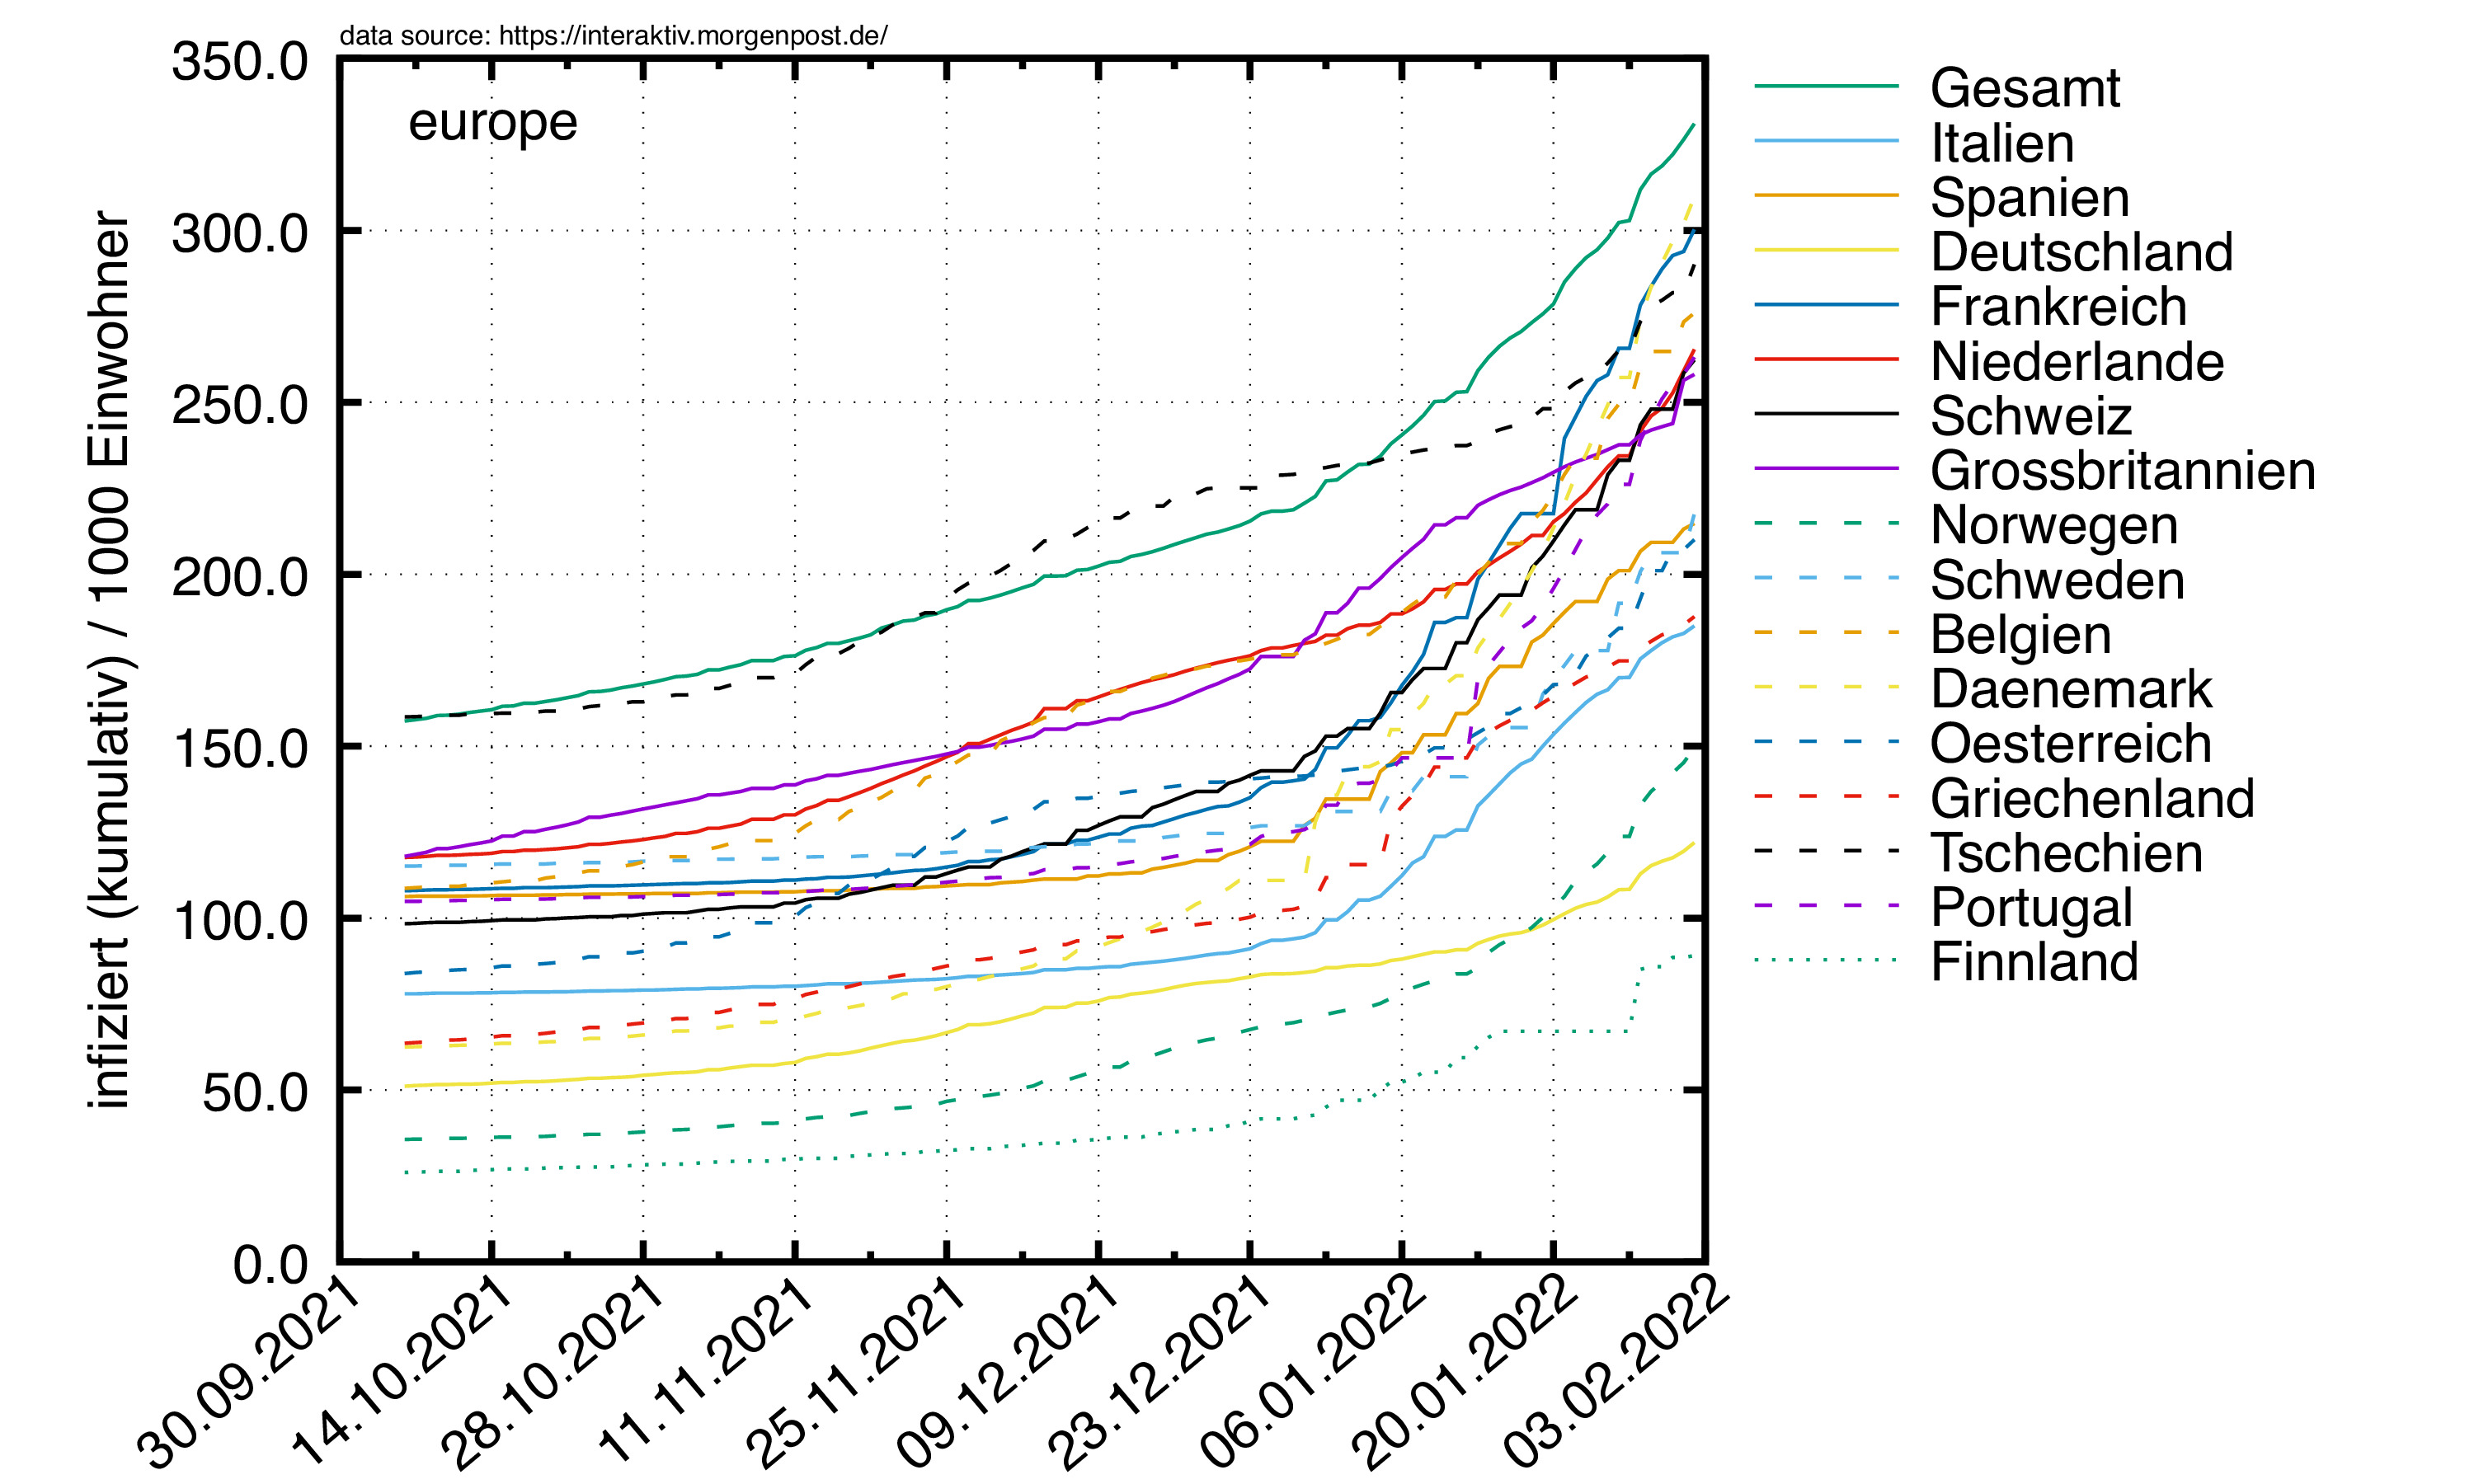 data source: https://interaktiv.morgenpost.de/
europe
infiziert (kumulativ) / 1000 Einwohner
350.0
300.0
250.0
200.0
150.0
100.0
50.0
0.0
30.09.2021
14.10.2021
28.10.2021
11.11.2021
25.11.2021
09.12.2021
23.12.2021
06.01.2022
20.01.2022
03.02.2022
Gesamt
Italien
Spanien
Deutschland
Frankreich
Niederlande
Schweiz
Grossbritannien
Norwegen
Schweden
Belgien
Daenemark
Oesterreich
Griechenland
Tschechien
Portugal
Finnland